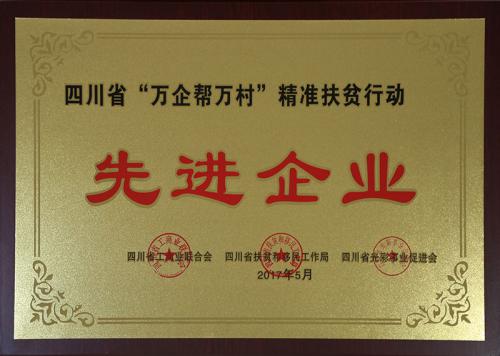 四川省“万企帮万村”精准扶贫行动
先进企业
四川省工商业联合会 四川省扶贫和移民工作局 四川省光彩事业促进会
2017年5月